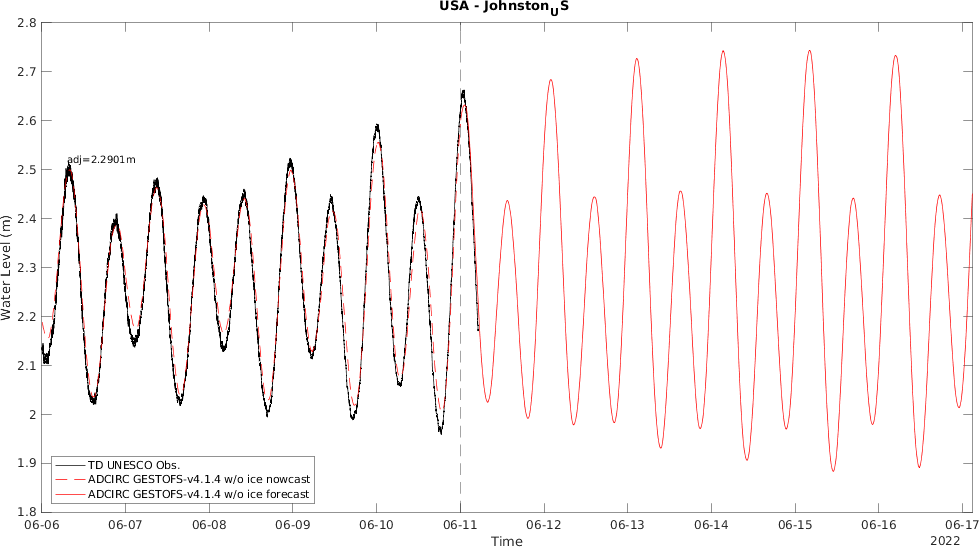 USA - Johnston_US
2.8
2.7
2.6
2.5
2.4
2.3
2.2
2.1
2
1.9
1.8
Water Level (m)
adj=2.2901m
TD UNESCO Obs.
ADCIRC GESTOFS-v4.1.4 w/o ice nowcast
ADCIRC GESTOFS-v4.1.4 w/o ice forecast
06-06 06-07 06-08 06-09 06-10 06-11 06-12 06-13 06-14 06-15 06-16 06-17
Time
2022